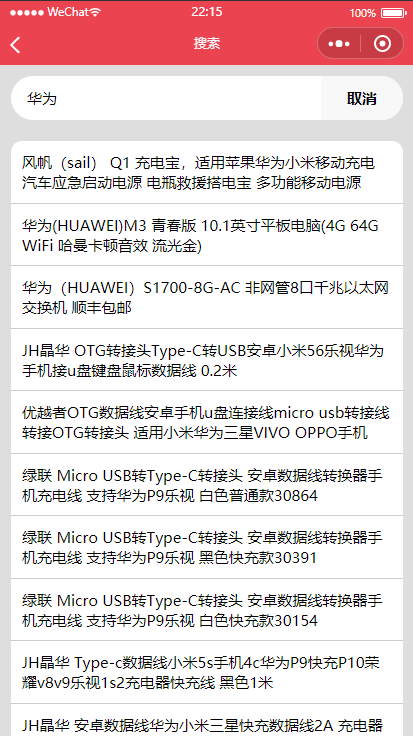 WeChat 22:15 100%
搜索
华为 取消
风帆（sail） Q1 充电宝，适用苹果华为小米移动充电
汽车应急启动电源 电瓶救援搭电宝 多功能移动电源
华为(HUAWEI)M3 青春版 10.1英寸平板电脑(4G 64G
WiFi 哈曼卡顿音效 流光金)
华为（HUAWEI）S1700-8G-AC 非网管8口千兆以太网
交换机 顺丰包邮
JH晶华 OTG转接头Type-C转USB安卓小米56乐视华为
手机接u盘键盘鼠标数据线 0.2米
优越者OTG数据线安卓手机u盘连接线micro usb转接线
转接OTG转接头 适用小米华为三星VIVO OPPO手机
绿联 Micro USB转Type-C转接头 安卓数据线转换器手
机充电线 支持华为P9乐视 白色普通款30864
绿联 Micro USB转Type-C转接头 安卓数据线转换器手
机充电线 支持华为P9乐视 黑色快充款30391
绿联 Micro USB转Type-C转接头 安卓数据线转换器手
机充电线 支持华为P9乐视 白色快充款30154
JH晶华 Type-c数据线小米5s手机4c华为P9快充P10荣
耀v8v9乐视1s2充电器快充线 黑色1米
JH晶华 安卓数据线华为小米三星快充数据线2A 充电器